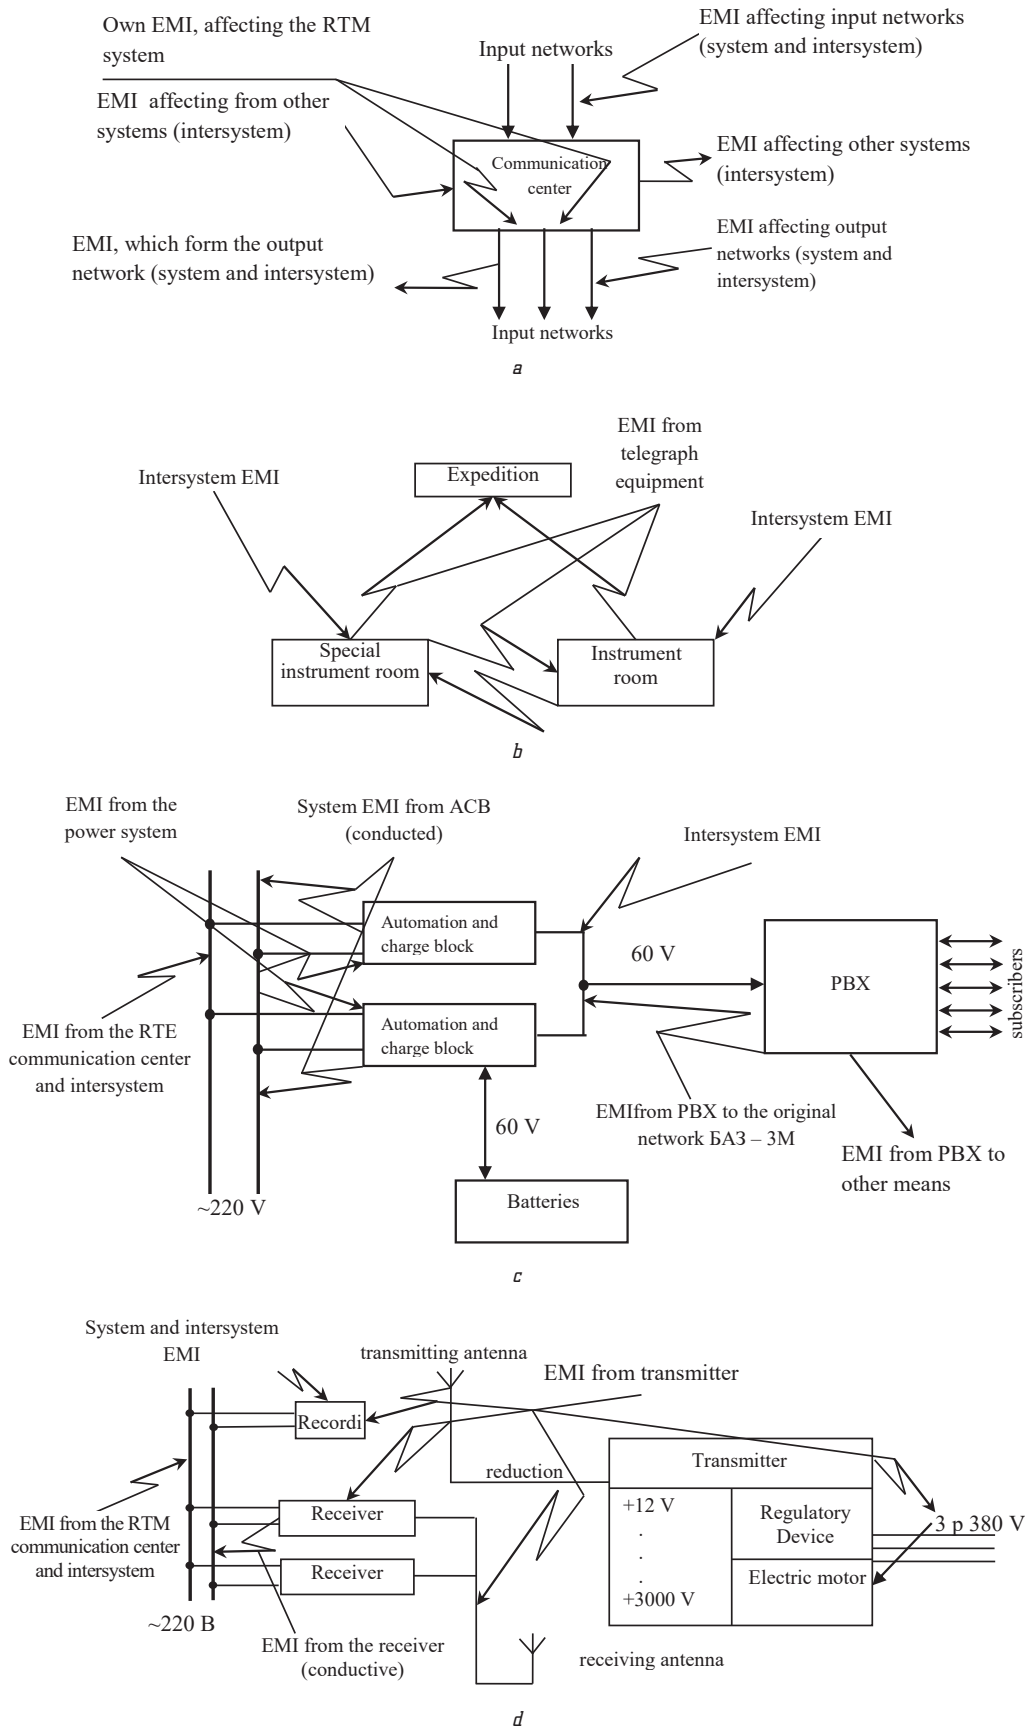 Own EMI, affecting the RTM
system
EMI affecting from other
systems (intersystem)
EMI affecting input networks
(system and intersystem)
Input networks
Communication
center
EMI affecting other systems
(intersystem)
EMI, which form the output
network (system and intersystem)
EMI affecting output
networks (system and
intersystem)
Input networks
a
EMI from
telegraph
equipment
Intersystem EMI
Expedition
Intersystem EMI
Special
instrument room
Instrument
room
b
EMI from the
power system
System EMI from ACB
(conducted)
Intersystem EMI
Automation and
charge block
60 V
PBX
subscribers
Automation and
charge block
EMI from the RTE
communication center
and intersystem
60 V
EMIfrom PBX to the original
network БАЗ – 3М
EMI from PBX to
other means
~220 V
Batteries
c
System and intersystem
EMI
transmitting antenna
EMI from transmitter
Recordi
reduction
Transmitter
Receiver
+12 V
.
.
.
+3000 V
Regulatory
Device
3 p 380 V
EMI from the RTM
communication center
and intersystem
Receiver
Electric motor
~220 В
EMI from the receiver
(conductive)
receiving antenna
d